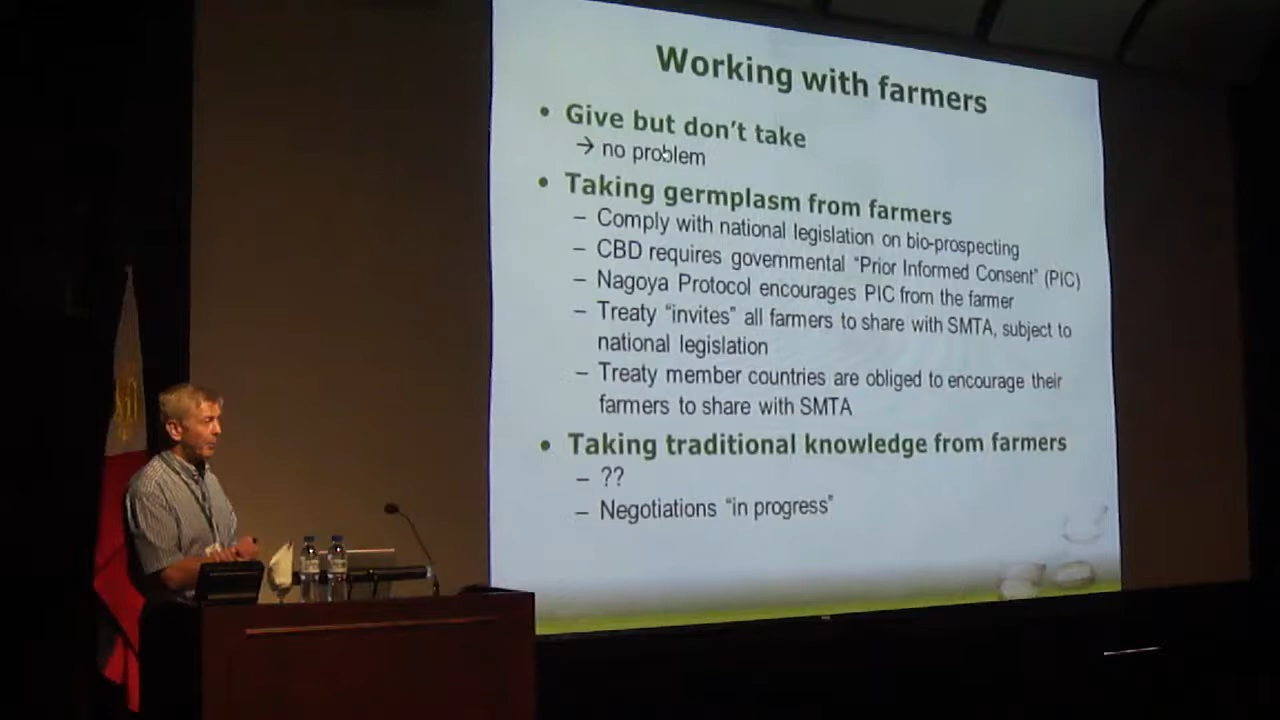 Working with farmers
• Give but don't take
→ no problem
• Taking germplasm from farmers
– Comply with national legislation on bio-prospecting
– CBD requires governmental "Prior Informed Consent" (PIC)
– Nagoya Protocol encourages PIC from the farmer
– Treaty "invites" all farmers to share with SMTA, subject to
national legislation
– Treaty member countries are obliged to encourage their
farmers to share with SMTA
• Taking traditional knowledge from farmers
– ??
– Negotiations "in progress"